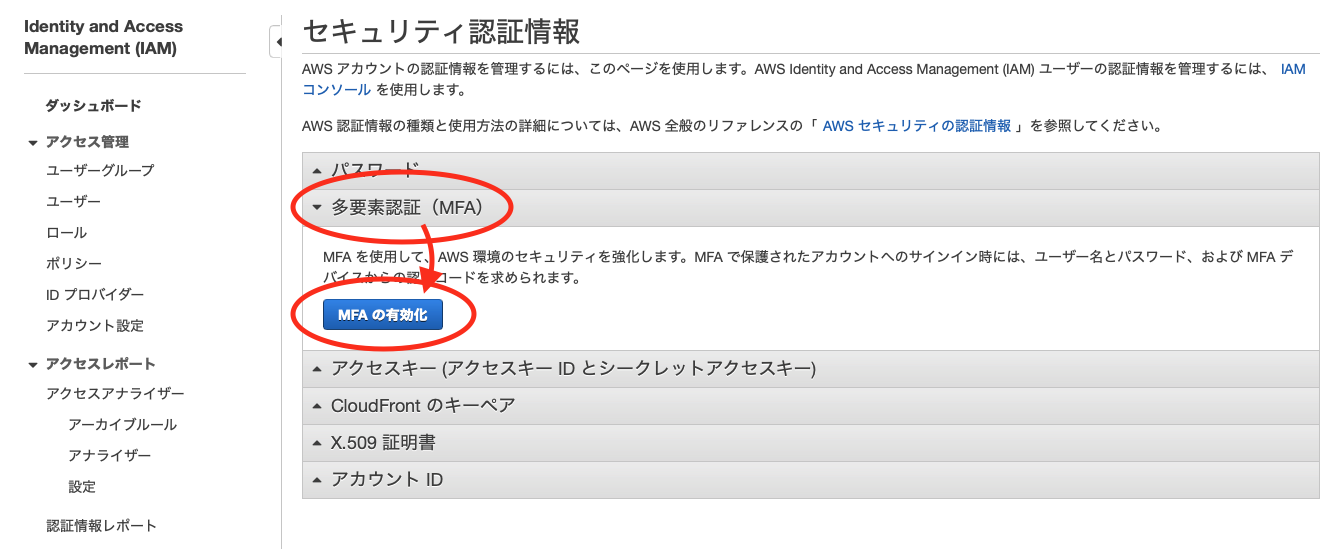 Identity and Access
Management (IAM)
ダッシュボード
アクセス管理
ユーザーグループ
ユーザー
ロール
ポリシー
ID プロバイダー
アカウント設定
アクセスレポート
アクセスアナライザー
アーカイブルール
アナライザー
設定
認証情報レポート
セキュリティ認証情報
AWS アカウントの認証情報を管理するには、このページを使用します。AWS Identity and Access Management (IAM) ユーザーの認証情報を管理するには、 IAM
コンソール を使用します。
AWS 認証情報の種類と使用方法の詳細については、AWS 全般のリファレンスの「 AWS セキュリティの認証情報 」を参照してください。
パスワード
多要素認証（MFA）
MFA を使用して、AWS 環境のセキュリティを強化します。MFA で保護されたアカウントへのサインイン時には、ユーザー名とパスワード、および MFA デ
バイスからの認証コードを求められます。
MFA の有効化
アクセスキー (アクセスキー ID とシークレットアクセスキー)
CloudFront のキーペア
X.509 証明書
アカウント ID